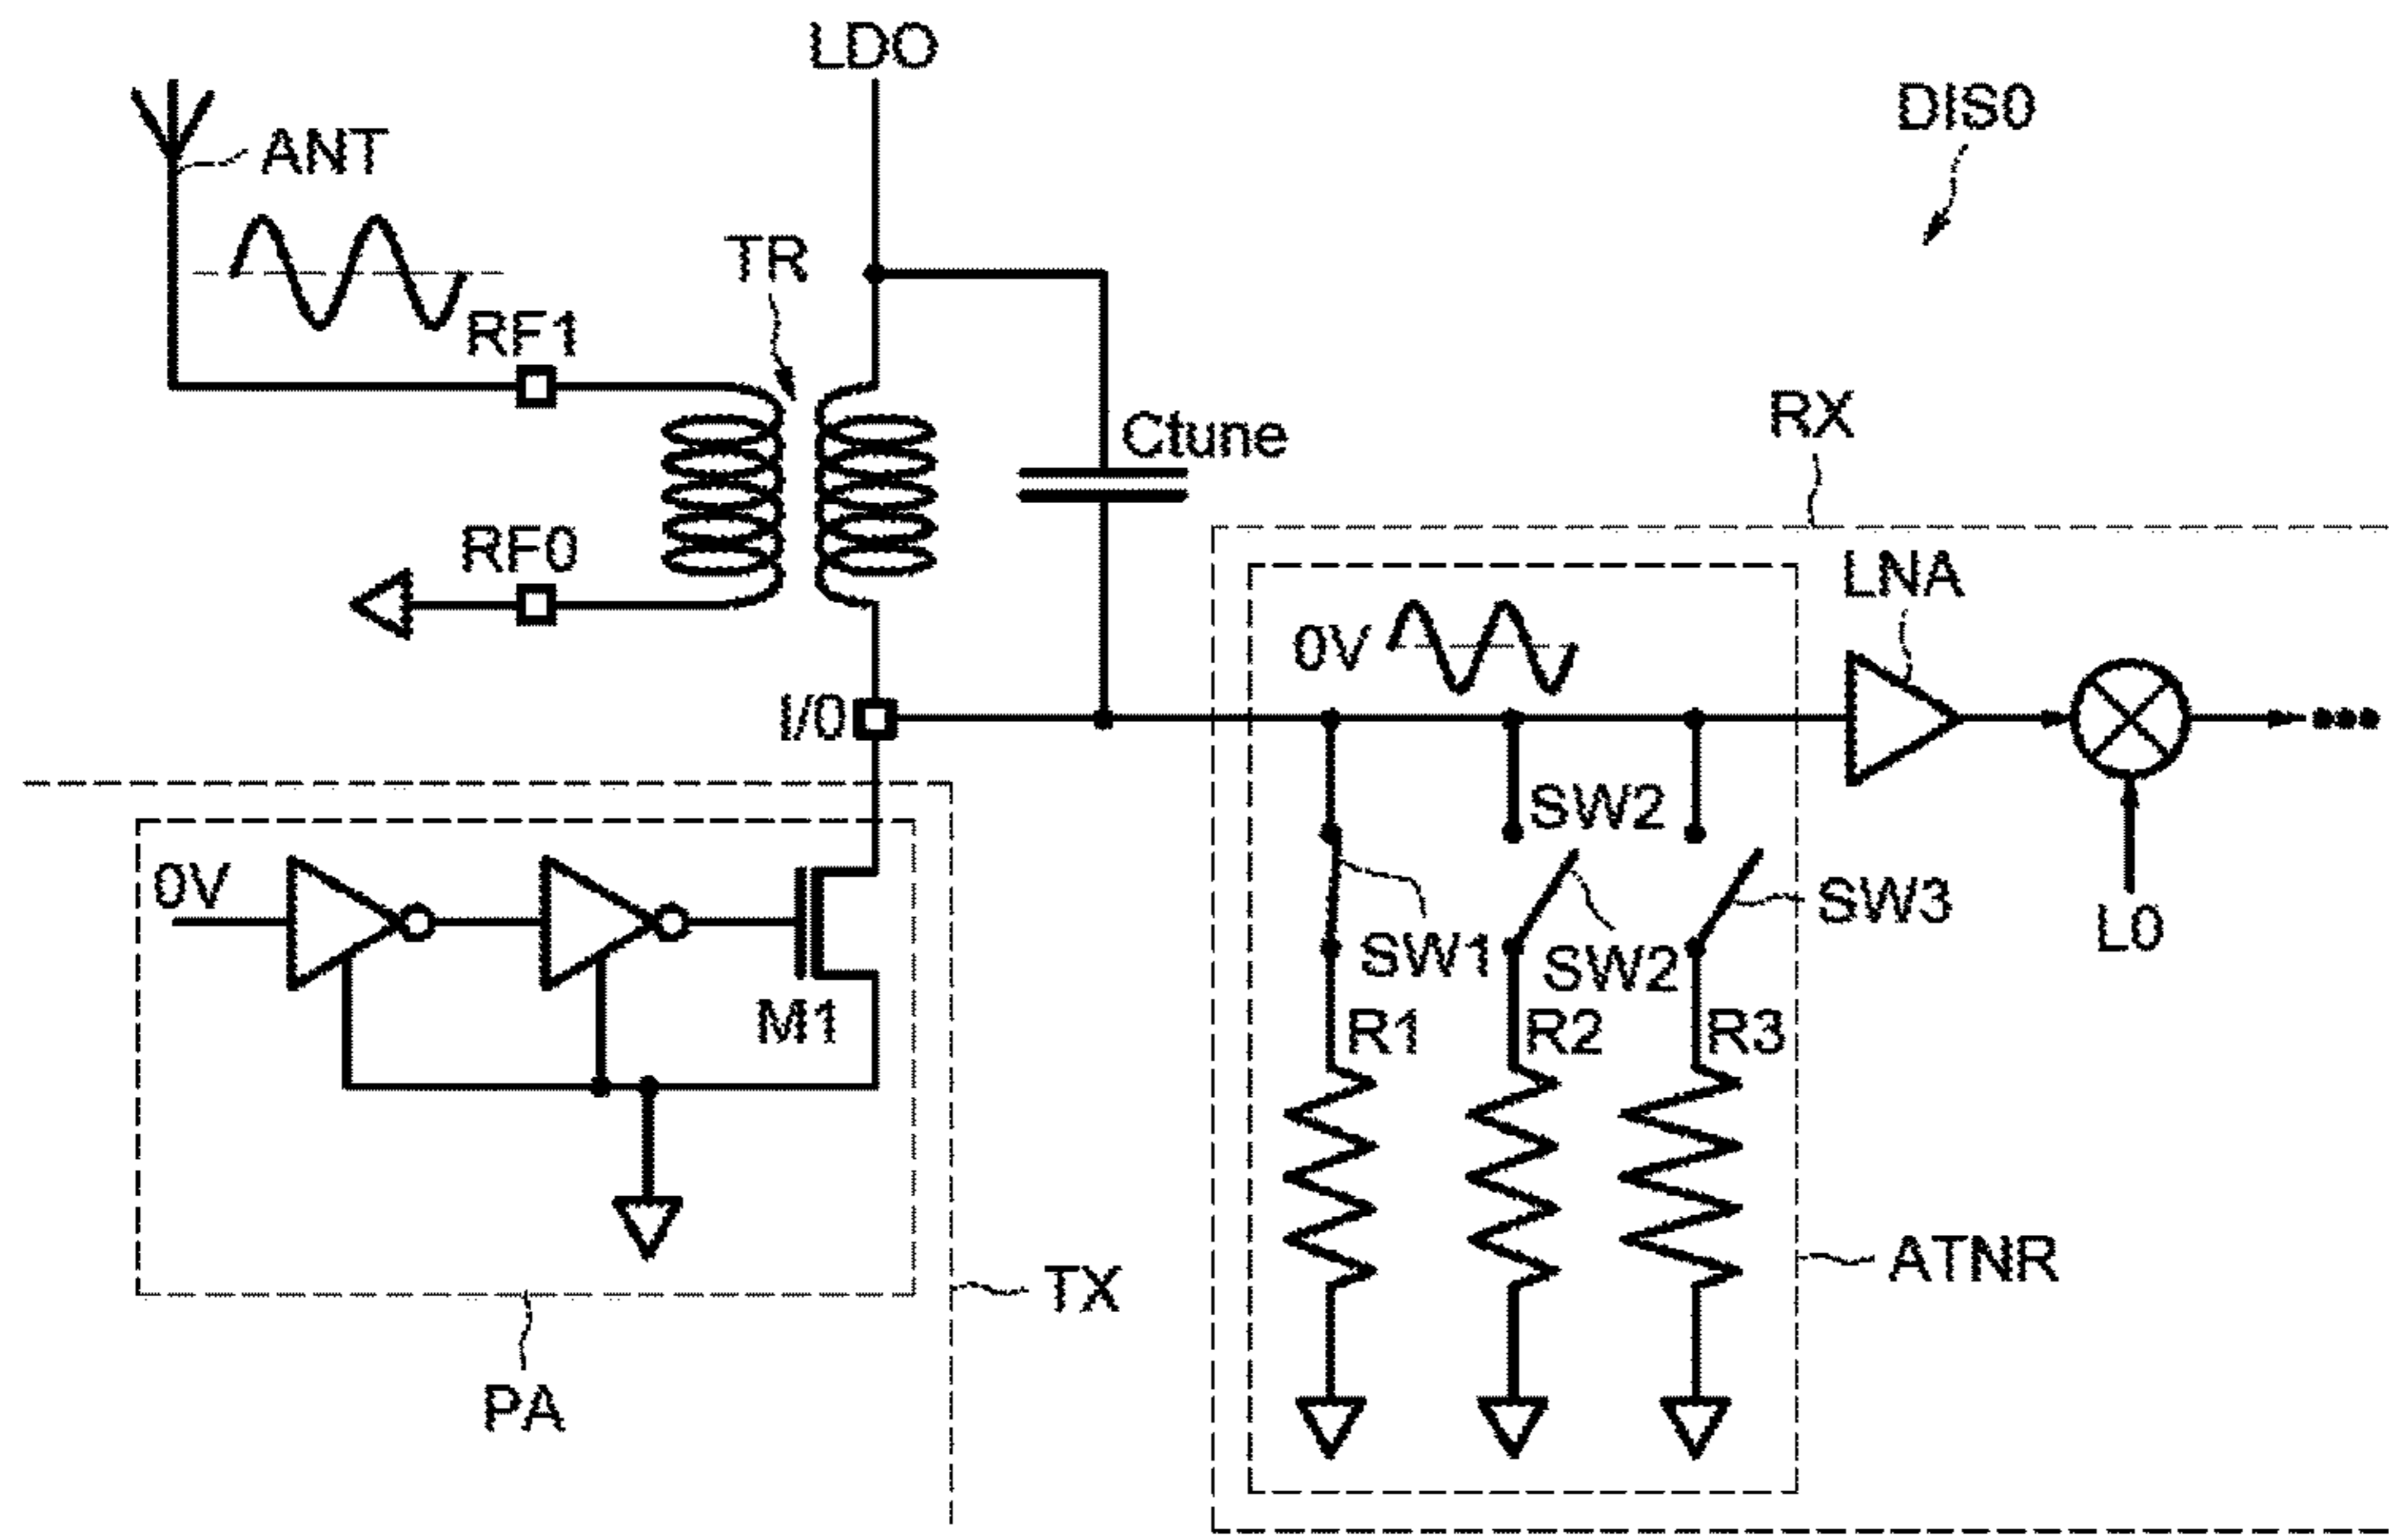 LDO
DIS0
ANT
TR
RF1
Ctune
RX
RF0
LNA
0V
I/0
SW2
0V
SW3
L0
SW1
SW2
M1
R1
R2
R3
ATNR
TX
PA